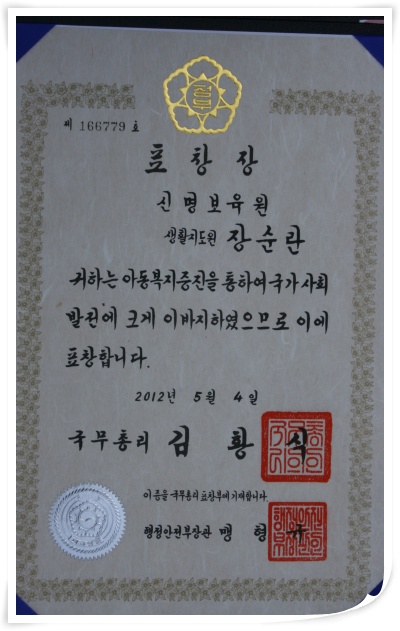 정부
제 166779 호
표창장
신명보육원
생활지도원 장순란
귀하는 아동복지증진을 통하여 국가 사회
발전에 크게 이바지하였으므로 이에
표창합니다.
2012년 5월 4일
국무총리 김황식
이 증을 국무총리 표창부에 기재합니다
행정안전부장관 맹형규